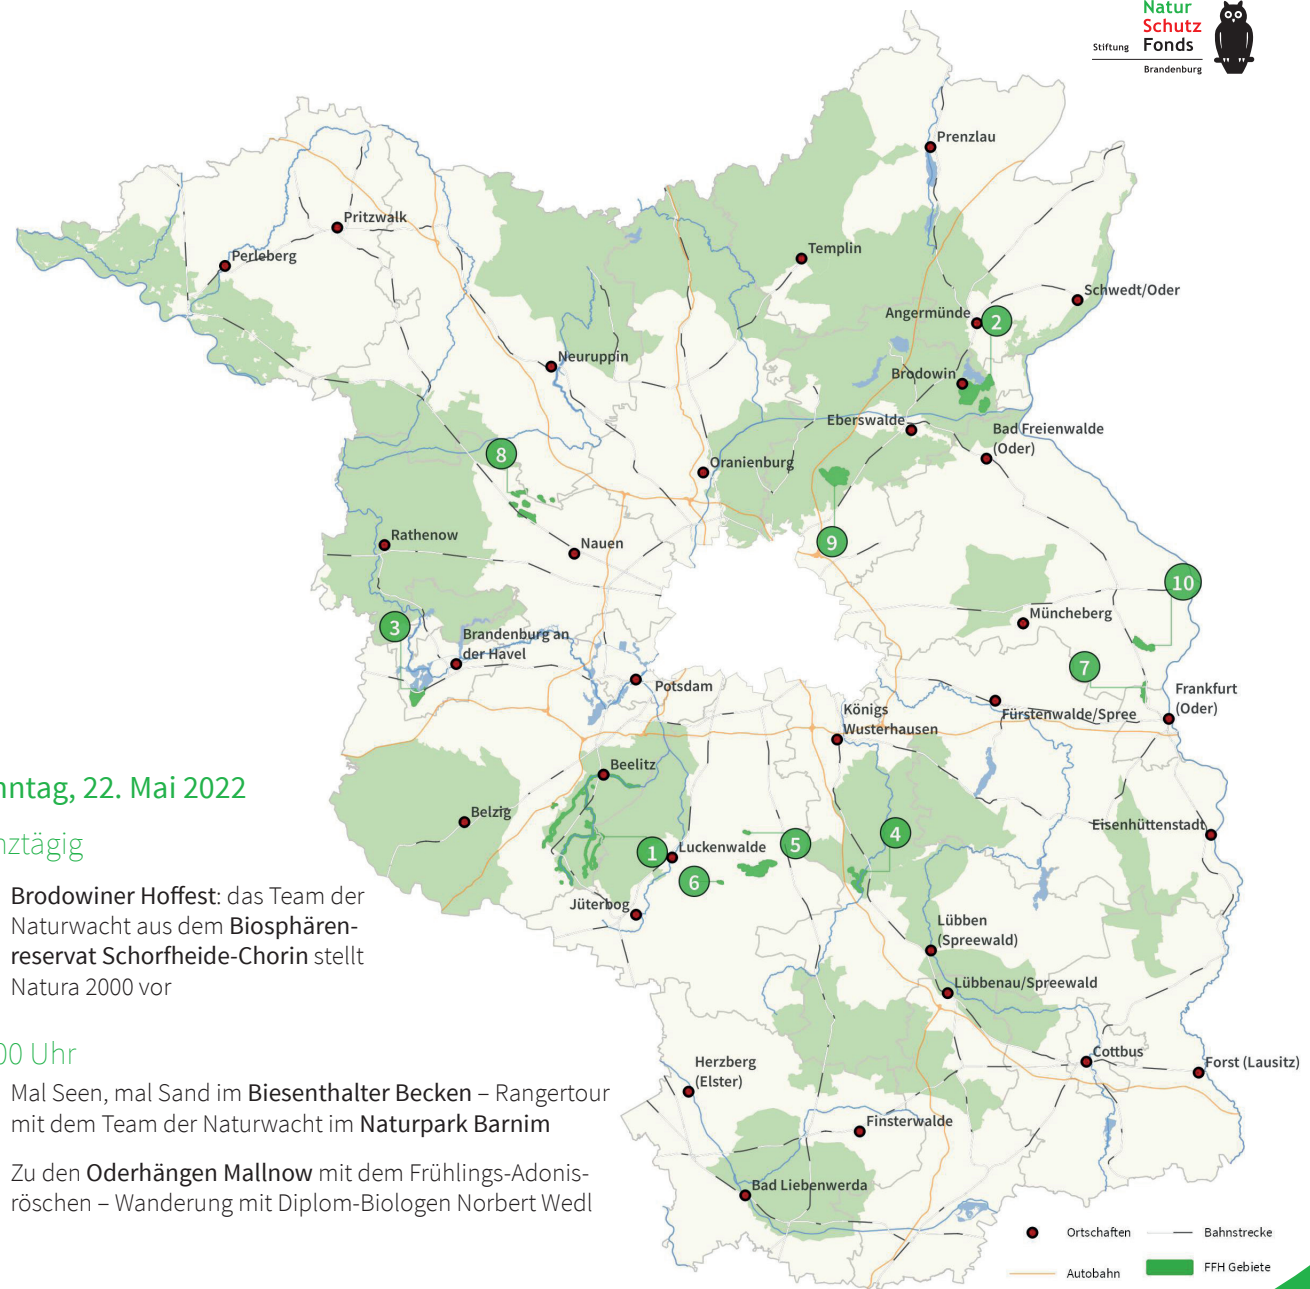 Natur
Schutz
Stiftung Fonds
Brandenburg
Prenzlau
Pritzwalk
Perleberg
Templin
Schwedt/Oder
Angermünde
2
Neuruppin
Brodowin
Eberswalde
Bad Freienwalde
(Oder)
8
Oranienburg
Rathenow
Nauen
9
10
Müncheberg
3
Brandenburg an
der Havel
7
Potsdam
Frankfurt
(Oder)
Königs
Wusterhausen
Fürstenwalde/Spree
Beelitz
Belzig
Eisenhüttenstadt
4
5
1
Luckenwalde
6
Jüterbog
Lübben
(Spreewald)
Lübbenau/Spreewald
Cottbus
Forst (Lausitz)
Herzberg
(Elster)
Finsterwalde
Bad Liebenwerda
nntag, 22. Mai 2022
nztägig
Brodowiner Hoffest: das Team der
Naturwacht aus dem Biosphären-
reservat Schorfheide-Chorin stellt
Natura 2000 vor
00 Uhr
Mal Seen, mal Sand im Biesenthalter Becken – Rangertour
mit dem Team der Naturwacht im Naturpark Barnim
Zu den Oderhängen Mallnow mit dem Frühlings-Adonis-
röschen – Wanderung mit Diplom-Biologen Norbert Wedl
Ortschaften
Bahnstrecke
Autobahn
FFH Gebiete